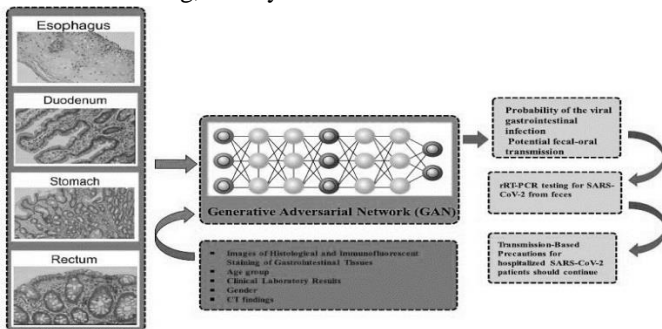 Esophagus
Duodenum
Stomach
Rectum
Generative Adversarial Network (GAN)
Images of Histological and Immunofluorescent
Staining of Gastrointestinal Tissues
Age group
Clinical Laboratory Results
Gender
CT findings
Probability of the viral
gastrointestinal
infection
Potential fecal-oral
transmission
rRT-PCR testing for SARS-
CoV-2 from feces
Transmission-Based
Precautions for
hospitalized SARS-CoV-2
patients should continue